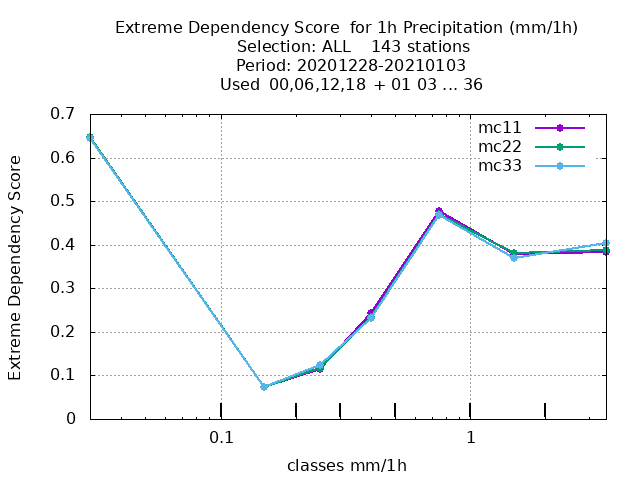 Extreme Dependency Score  for 1h Precipitation (mm/1h)
Selection: ALL    143 stations
Period: 20201228-20210103
Used  00,06,12,18  + 01 03 ... 36
mc11
mc22
mc33
0.7
0.6
0.5
0.4
0.3
0.2
0.1
0
Extreme Dependency Score
0.1
1
classes mm/1h